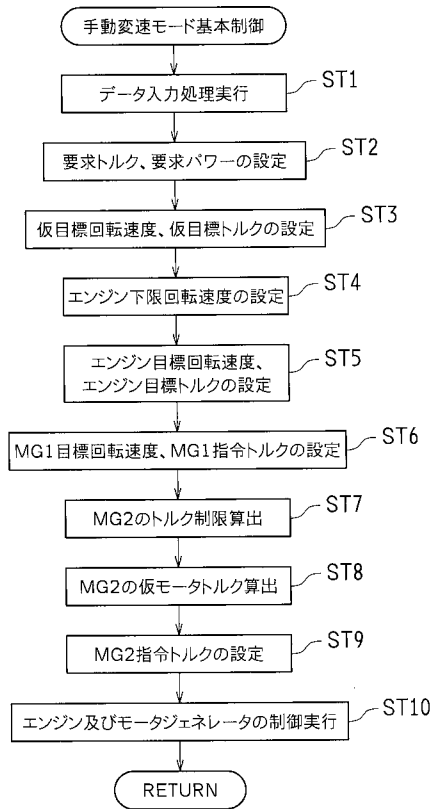 手動変速モード基本制御
データ入力処理実行
ST1
要求トルク、要求パワーの設定
ST2
仮目標回転速度、仮目標トルクの設定
ST3
エンジン下限回転速度の設定
ST4
エンジン目標回転速度、
エンジン目標トルクの設定
ST5
MG1目標回転速度、MG1指令トルクの設定
ST6
MG2のトルク制限算出
ST7
MG2の仮モータトルク算出
ST8
MG2指令トルクの設定
ST9
エンジン及びモータジェネレータの制御実行
ST10
RETURN